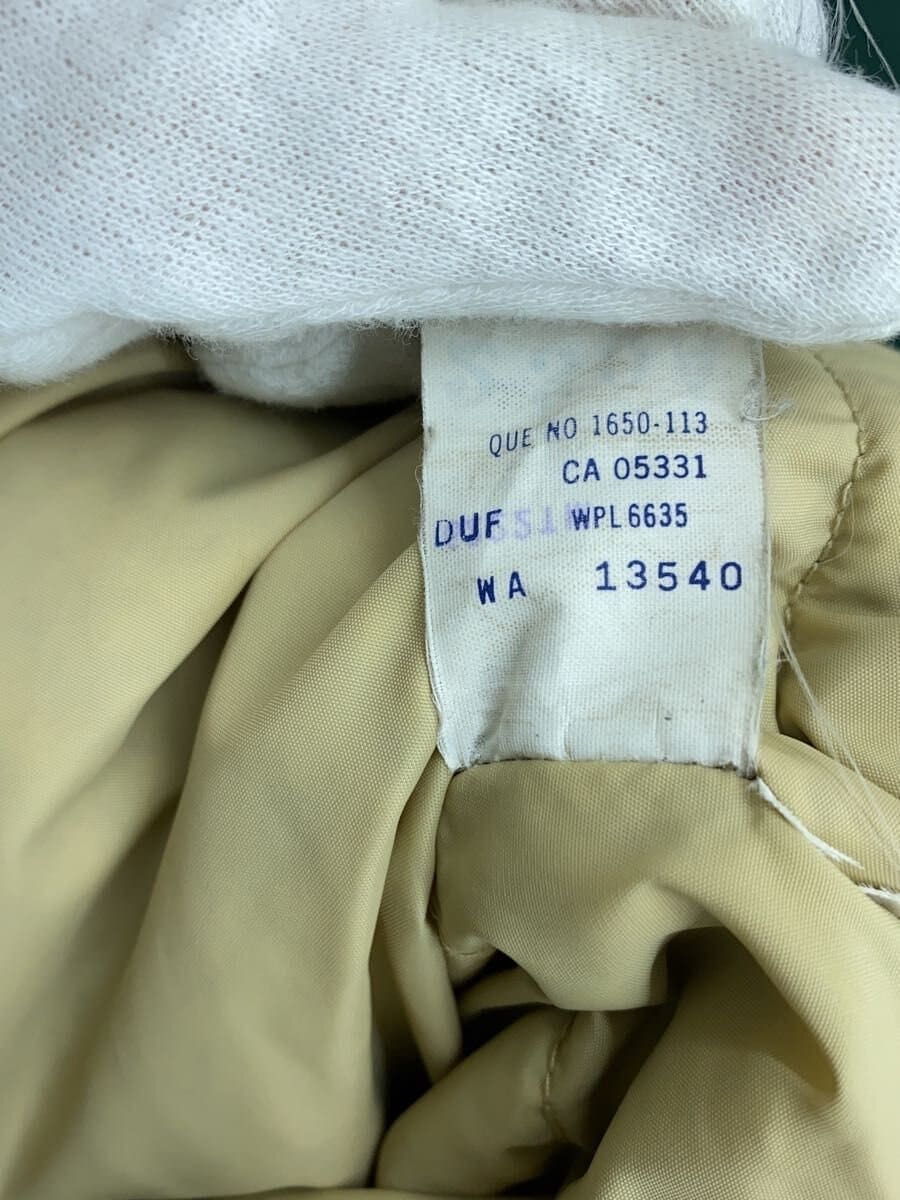 QUE NO 1650-113
CA 05331
DUF WPL 6635
WA 13540